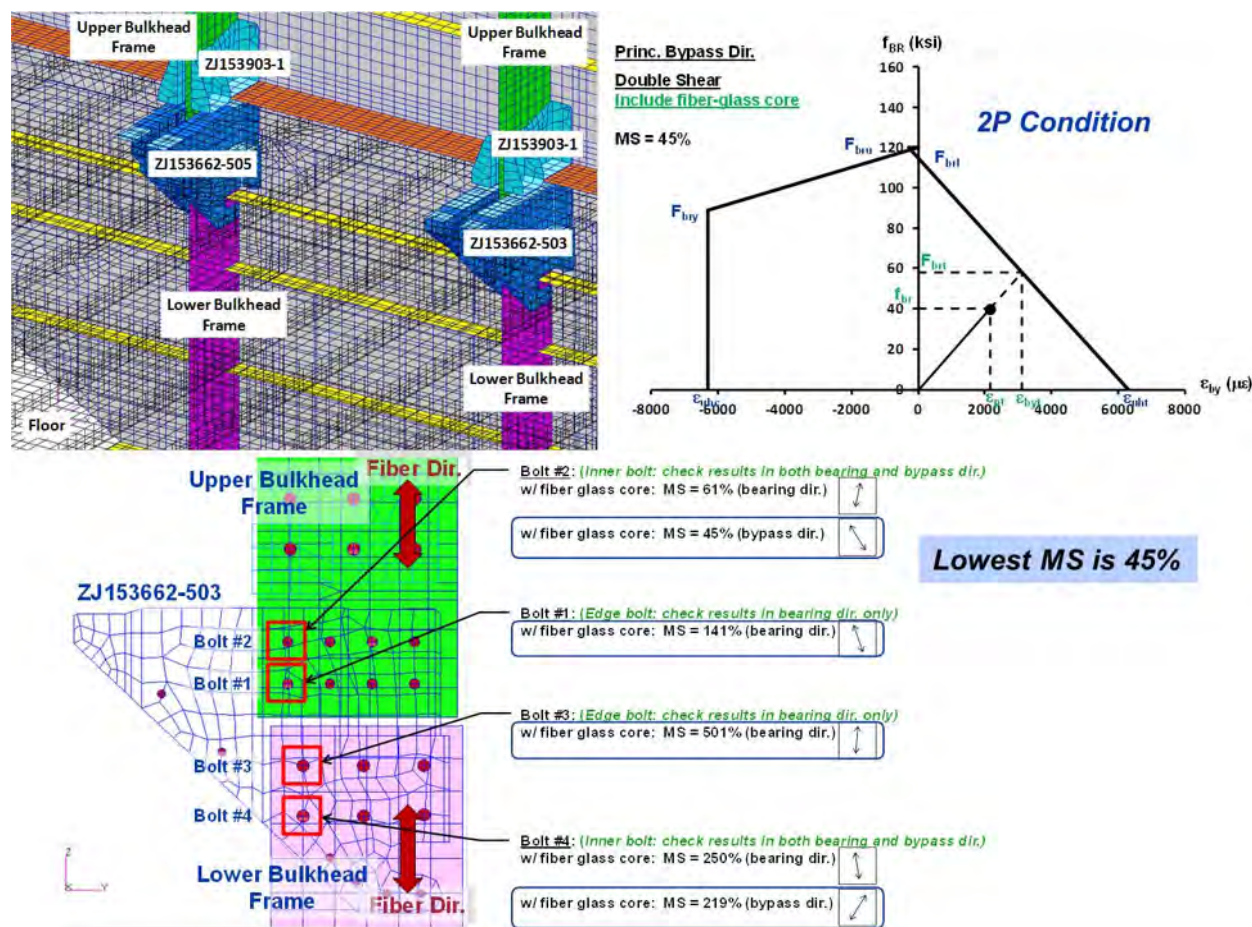 Upper Bulkhead
Frame
ZJ153903-1
Upper Bulkhead
Frame
ZJ153903-1
ZJ153662-505
ZJ153662-503
Lower Bulkhead
Frame
Lower Bulkhead
Frame
Floor
Princ. Bypass Dir.
Double Shear
Include fiber-glass core
MS = 45%
f_BR (ksi)
2P Condition
160
140
120
100
80
60
40
20
0
F_bru
F_brl
F_bry
F_brt
f_br
ε_by (με)
-8000
-6000
-4000
-2000
0
2000
4000
6000
8000
Upper Bulkhead
Frame
Fiber Dir.
ZJ153662-503
Bolt #2
Bolt #1
Bolt #3
Bolt #4
Lower Bulkhead
Frame
Fiber Dir.
Z
X
Y
Bolt #2: (Inner bolt: check results in both bearing and bypass dir.)
w/ fiber glass core: MS = 61% (bearing dir.)
w/ fiber glass core: MS = 45% (bypass dir.)
Lowest MS is 45%
Bolt #1: (Edge bolt: check results in bearing dir. only)
w/ fiber glass core: MS = 141% (bearing dir.)
Bolt #3: (Edge bolt: check results in bearing dir. only)
w/ fiber glass core: MS = 501% (bearing dir.)
Bolt #4: (Inner bolt: check results in both bearing and bypass dir.)
w/ fiber glass core: MS = 250% (bearing dir.)
w/ fiber glass core: MS = 219% (bypass dir.)